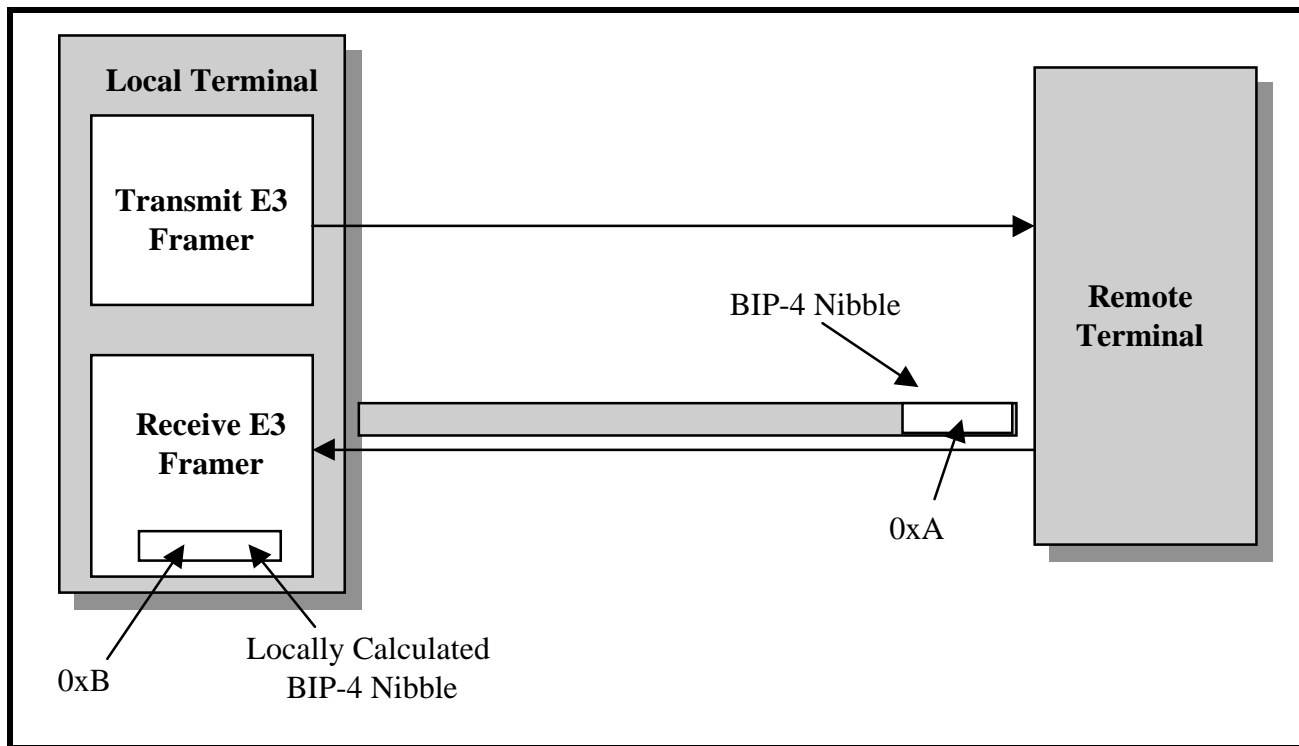 Local Terminal
Transmit E3
Framer
Receive E3
Framer
0xB
Locally Calculated
BIP-4 Nibble
BIP-4 Nibble
0xA
Remote
Terminal